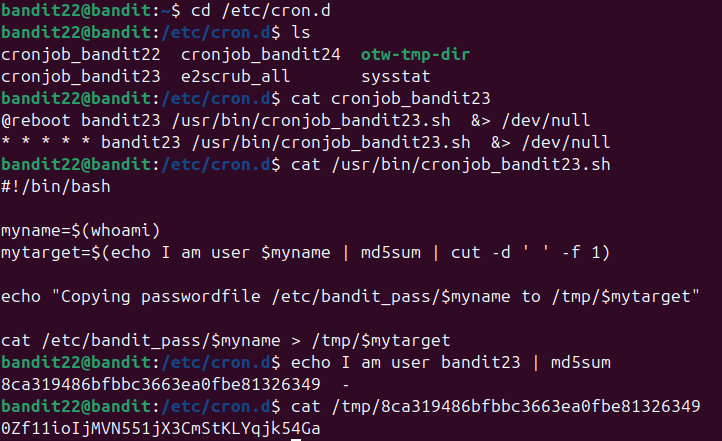 bandit22@bandit:~$ cd /etc/cron.d
bandit22@bandit:/etc/cron.d$ ls
cronjob_bandit22  cronjob_bandit24  otw-tmp-dir
cronjob_bandit23  e2scrub_all       sysstat
bandit22@bandit:/etc/cron.d$ cat cronjob_bandit23
@reboot bandit23 /usr/bin/cronjob_bandit23.sh  &> /dev/null
* * * * * bandit23 /usr/bin/cronjob_bandit23.sh  &> /dev/null
bandit22@bandit:/etc/cron.d$ cat /usr/bin/cronjob_bandit23.sh
#!/bin/bash

myname=$(whoami)
mytarget=$(echo I am user $myname | md5sum | cut -d ' ' -f 1)

echo "Copying passwordfile /etc/bandit_pass/$myname to /tmp/$mytarget"

cat /etc/bandit_pass/$myname > /tmp/$mytarget
bandit22@bandit:/etc/cron.d$ echo I am user bandit23 | md5sum
8ca319486bfbbc3663ea0fbe81326349  -
bandit22@bandit:/etc/cron.d$ cat /tmp/8ca319486bfbbc3663ea0fbe81326349
0Zf11ioIjMVN551jX3CmStKLYqjk54Ga